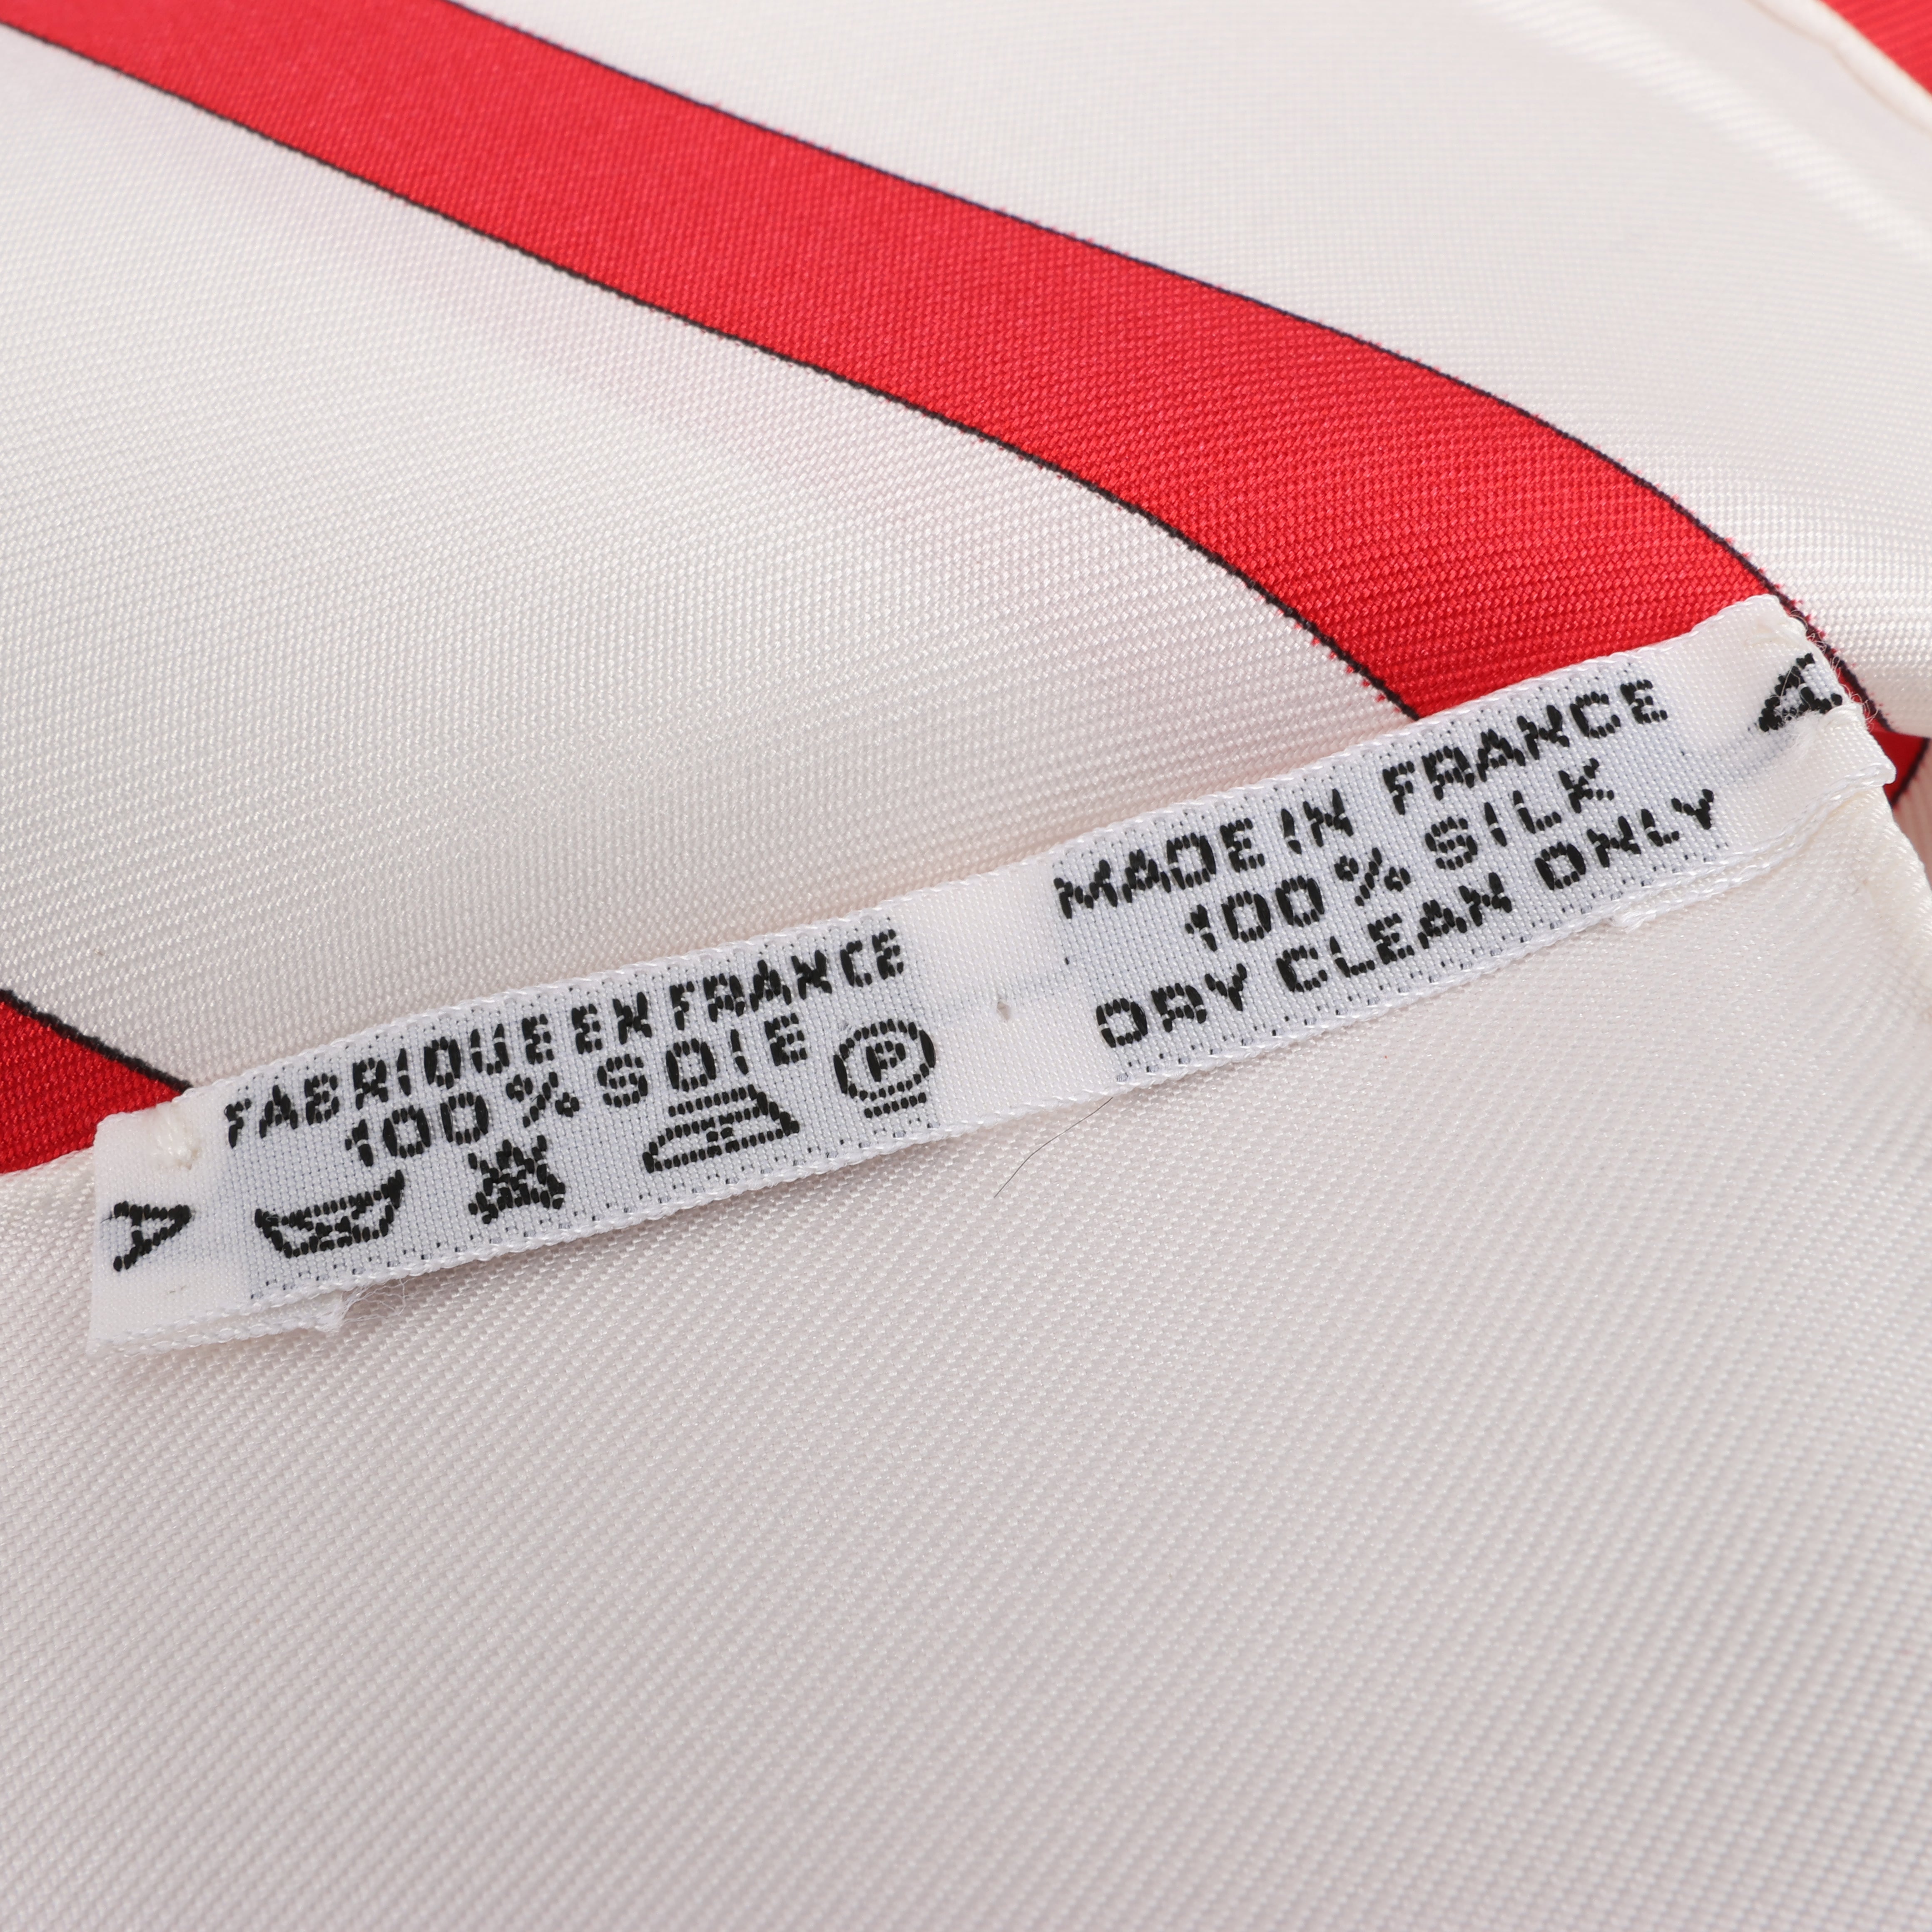 FABRIQUE EN FRANCE
100% SOIE
P
A
MADE IN FRANCE
100% SILK
DRY CLEAN ONLY
A